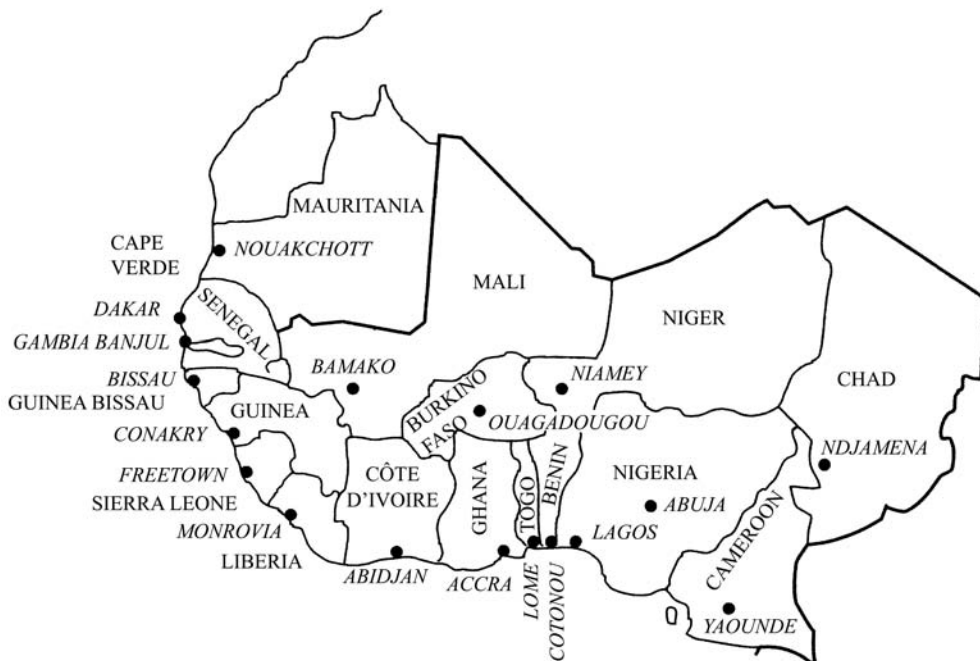 MAURITANIA
CAPE
VERDE
NOUAKCHOTT
MALI
SENEGAL
DAKAR
NIGER
GAMBIA BANJUL
BAMAKO
NIAMEY
BISSAU
GUINEA BISSAU
CHAD
BURKINO
FASO
GUINEA
OUAGADOUGOU
CONAKRY
NDJAMENA
FREETOWN
CÔTE
D'IVOIRE
NIGERIA
SIERRA LEONE
GHANA
TOGO
BENIN
ABUJA
MONROVIA
LAGOS
CAMEROON
LIBERIA
ABIDJAN
ACCRA
LOME
COTONOU
YAOUNDE